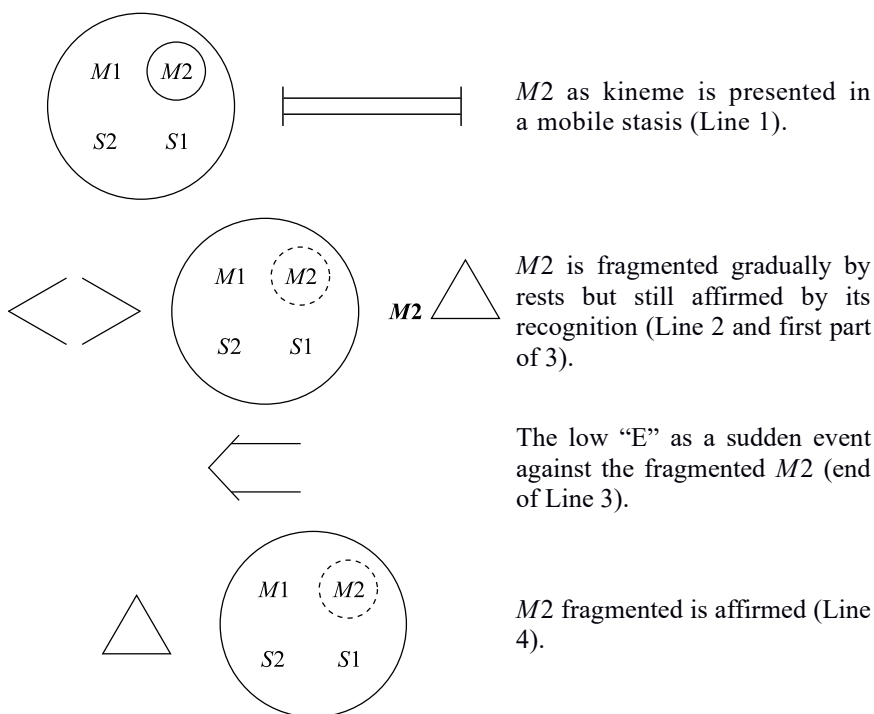 M1 M2
S2 S1
M2 as kineme is presented in
a mobile stasis (Line 1).
M1 M2
S2 S1
M2
M2 is fragmented gradually by
rests but still affirmed by its
recognition (Line 2 and first part
of 3).
The low “E” as a sudden event
against the fragmented M2 (end
of Line 3).
M1 M2
S2 S1
M2 fragmented is affirmed (Line
4).